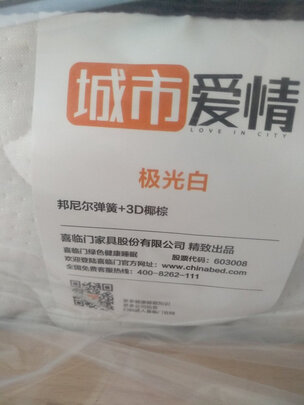 城市爱情
LOVE IN CITY
极光白
邦尼尔弹簧+3D椰棕
喜临门家具股份有限公司 精致出品
喜临门绿色健康睡眠 股票代码：603008
欢迎登陆喜临门官方网址：www.chinabed.com
全国免费客服热线：400-8262-111